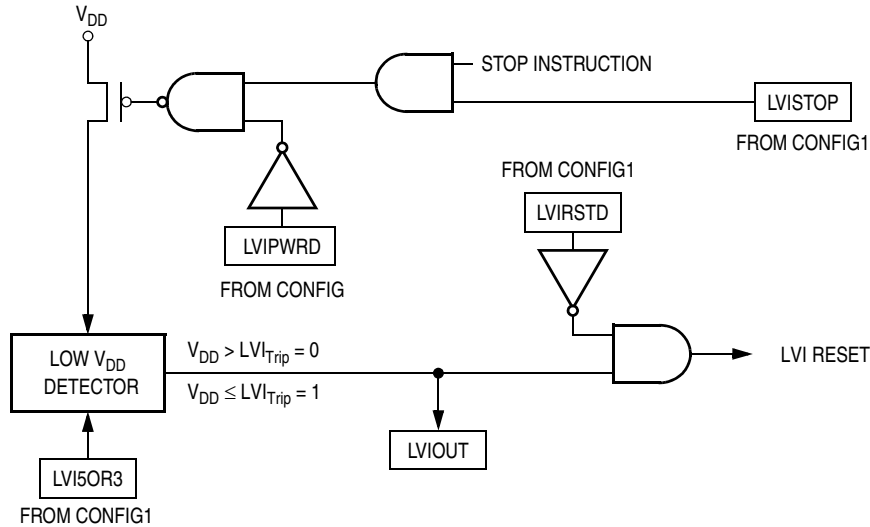 V_DD
STOP INSTRUCTION
LVISTOP
FROM CONFIG1
FROM CONFIG1
LVIRSTD
LVIPWRD
FROM CONFIG
LOW V_DD
DETECTOR
V_DD > LVI_Trip = 0
V_DD ≤ LVI_Trip = 1
LVI RESET
LVIOUT
LVI5OR3
FROM CONFIG1